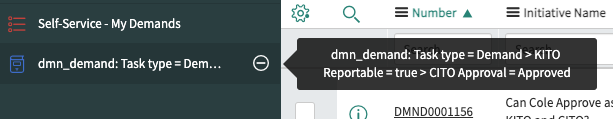 Self-Service - My Demands
Number ▲ Initiative Name
dmn_demand: Task type = Dem...
dmn_demand: Task type = Demand > KITO
Reportable = true > CITO Approval = Approved
DMND0001156
Can Cole Approve as
KITO and CITO?